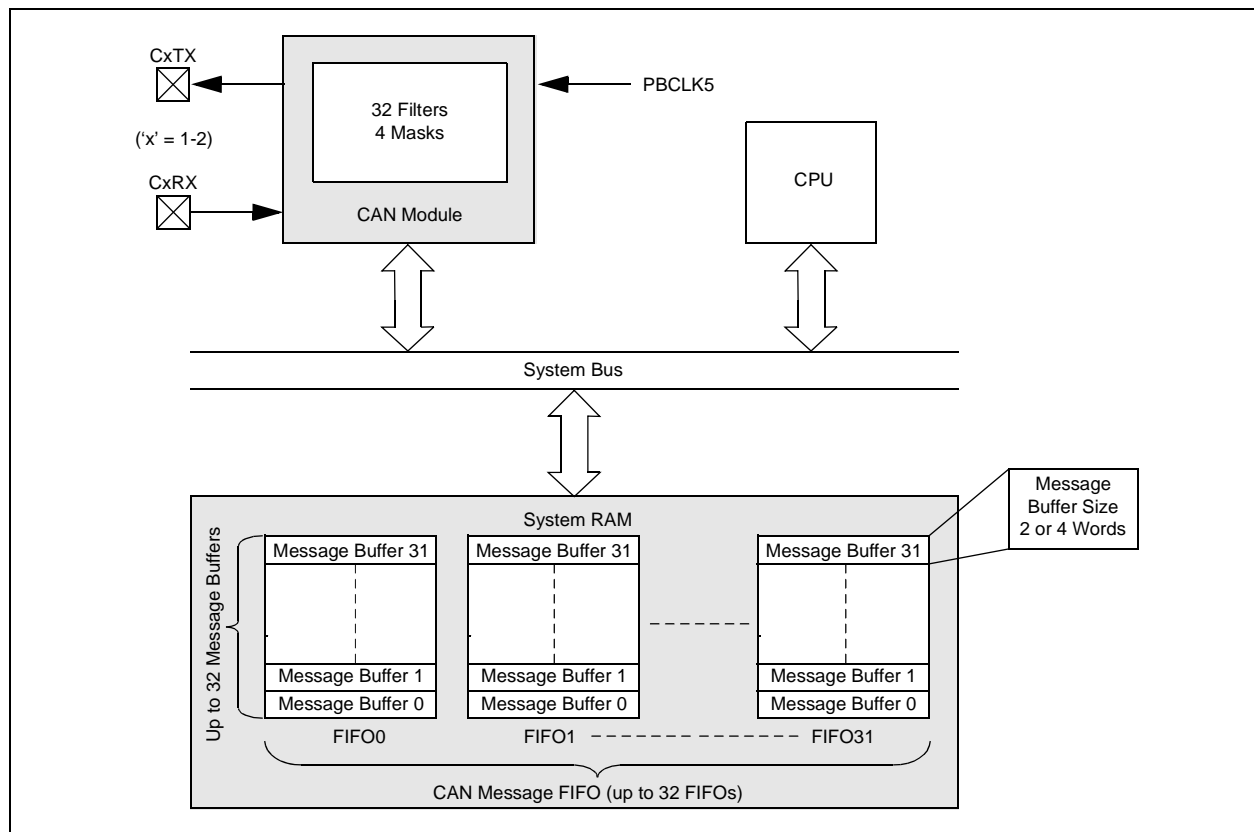 CxTX
PBCLK5
32 Filters
4 Masks
(‘x’ = 1-2)
CxRX
CAN Module
CPU
System Bus
System RAM
Message
Buffer Size
2 or 4 Words
Up to 32 Message Buffers
Message Buffer 31
Message Buffer 31
Message Buffer 31
Message Buffer 1
Message Buffer 1
Message Buffer 1
Message Buffer 0
Message Buffer 0
Message Buffer 0
FIFO0
FIFO1
FIFO31
CAN Message FIFO (up to 32 FIFOs)